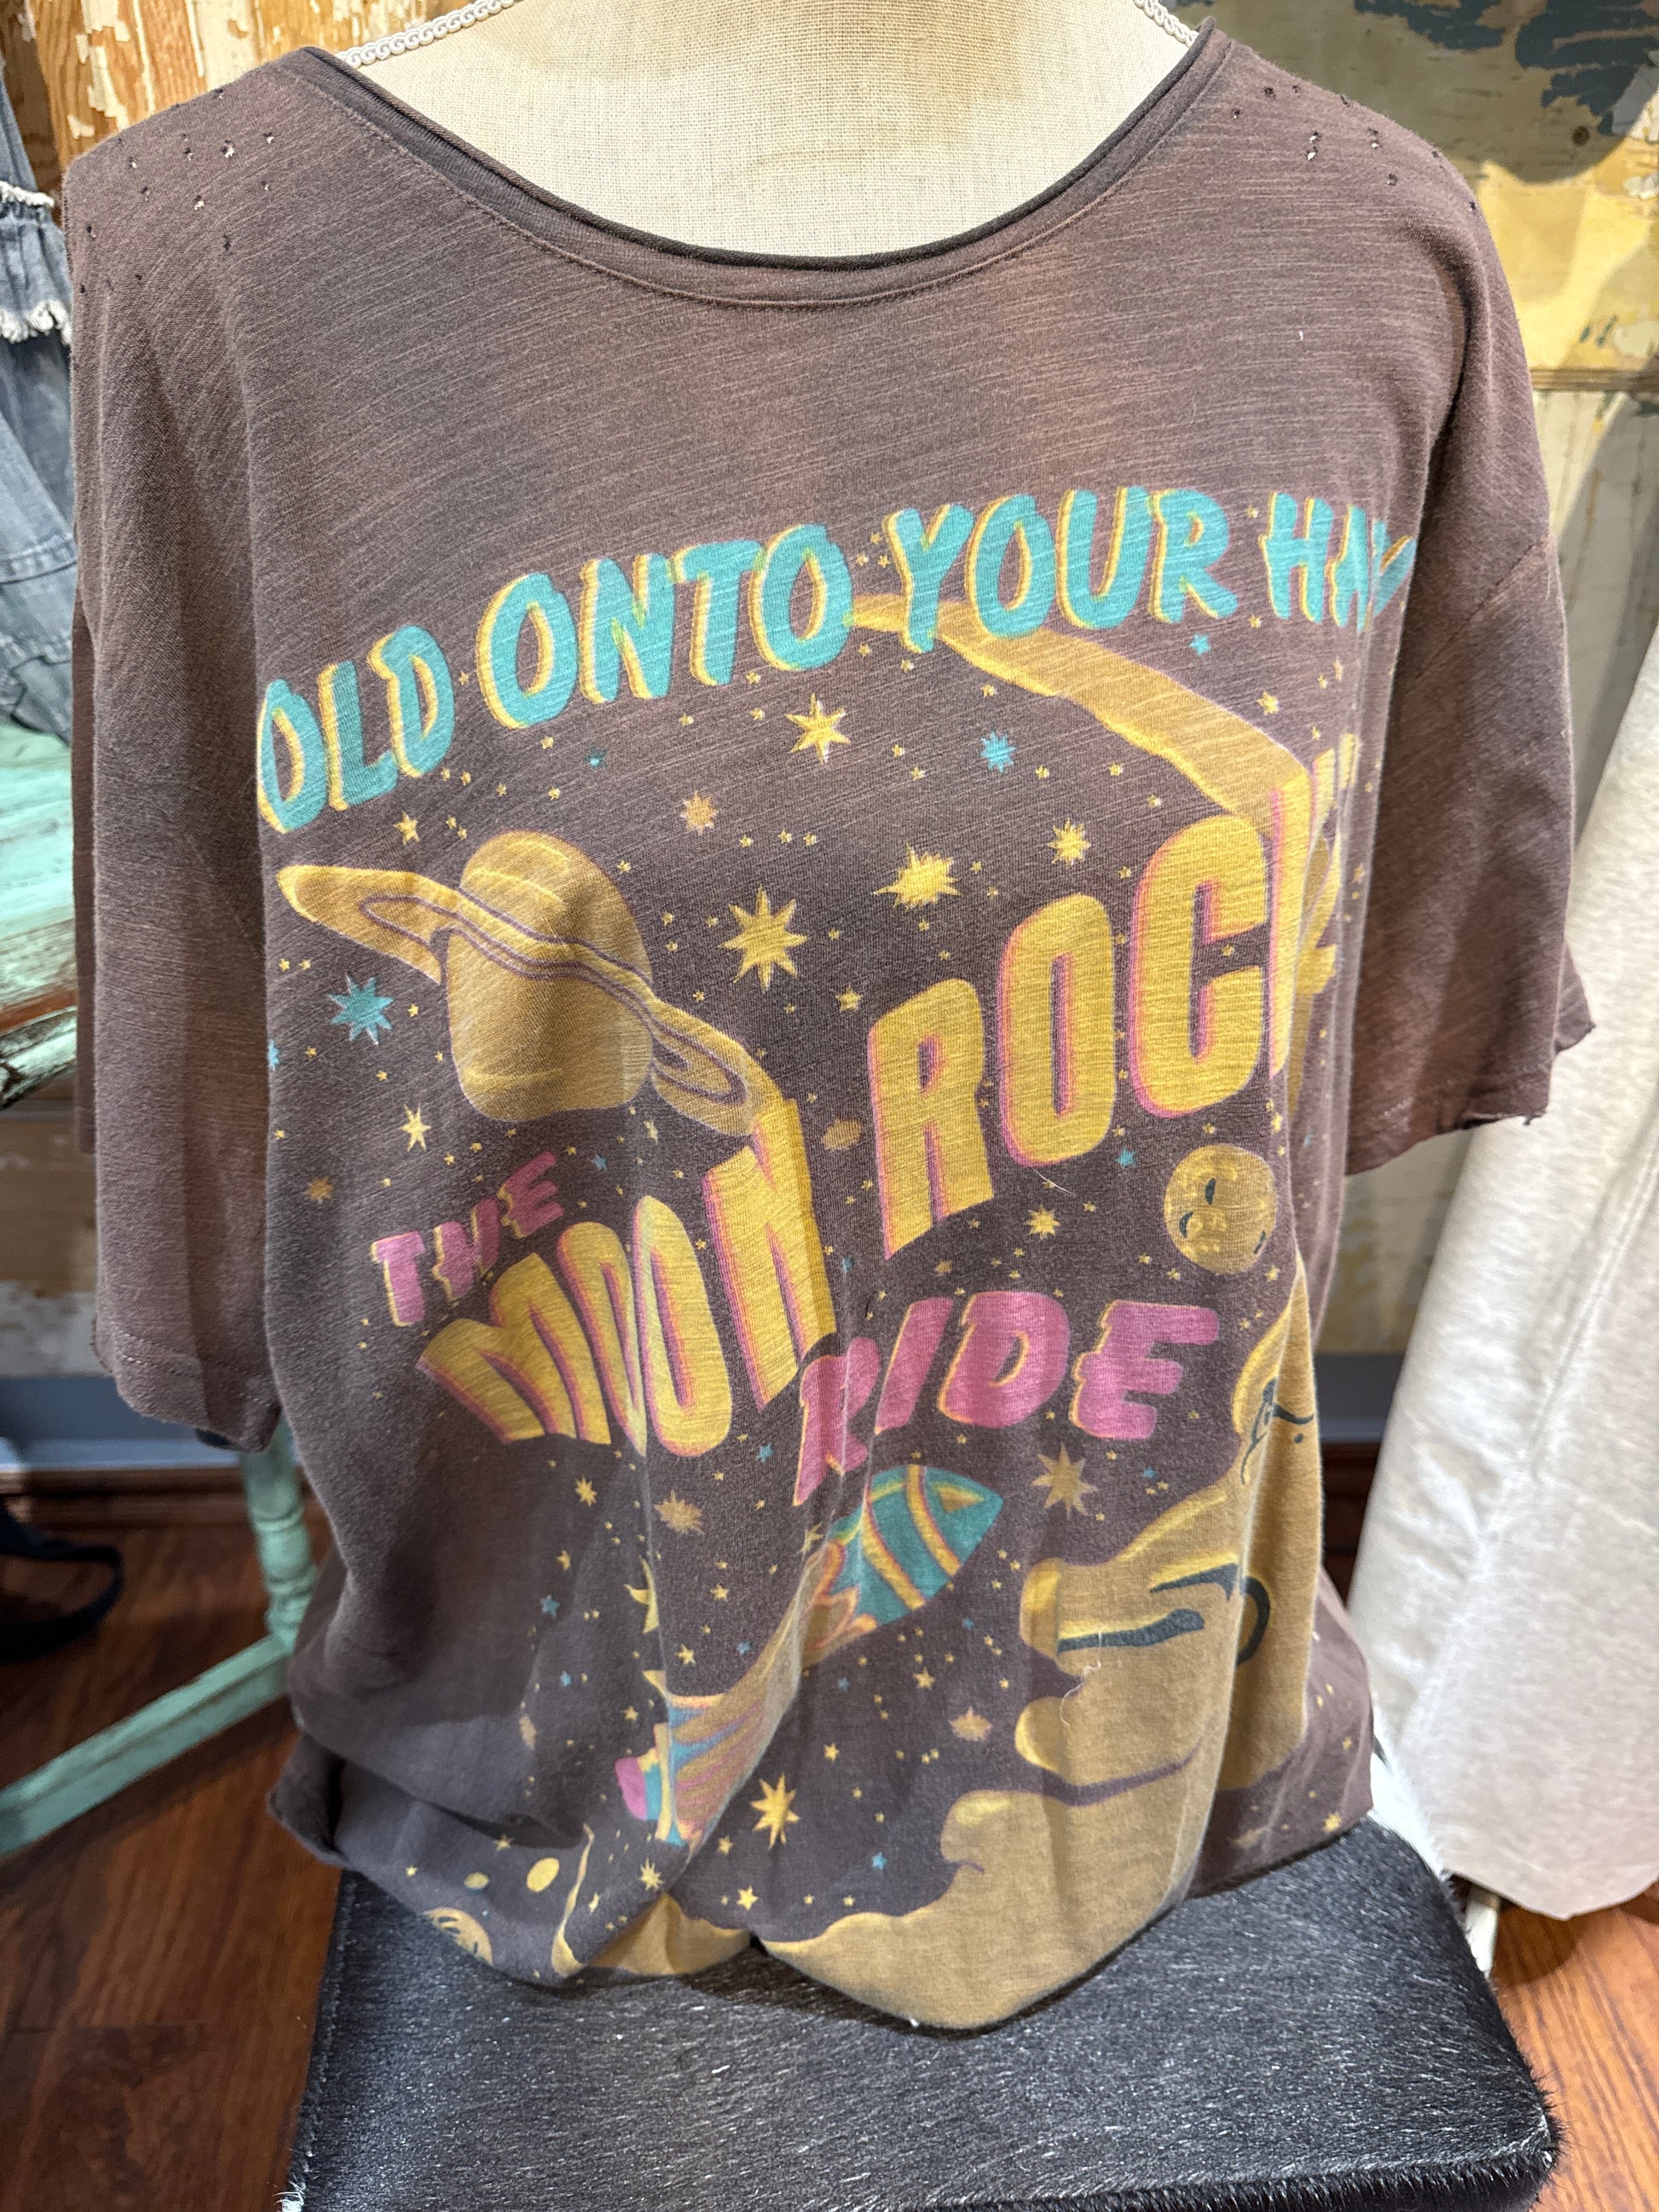 OLD ONTO YOUR HA
THE
MOON ROCK
RIDE